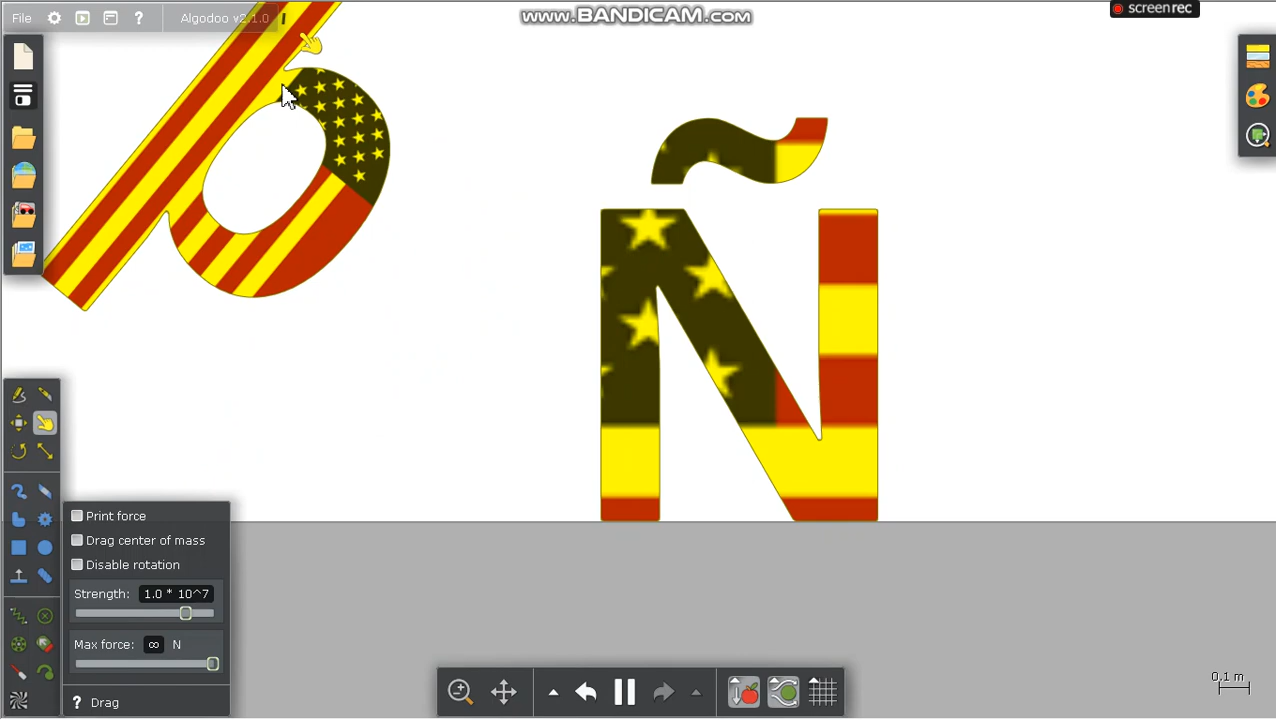 File ? Algodoo v2.1.0 www.BANDICAM.com screenrec
Ñ
Print force
Drag center of mass
Disable rotation
Strength: 1.0 * 10^7
Max force: ∞ N
? Drag
0.1 m